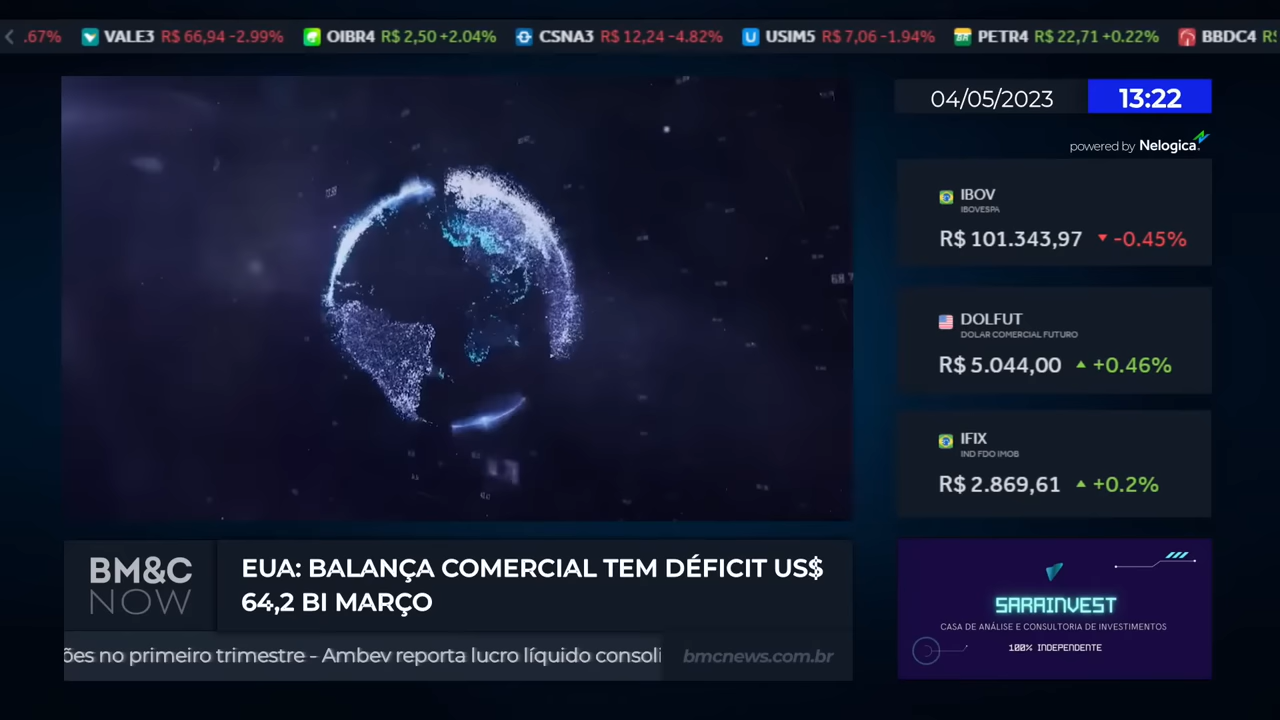 .67% VALE3 R$ 66,94 -2.99% OIBR4 R$ 2,50 +2.04% CSNA3 R$ 12,24 -4.82% USIM5 R$ 7,06 -1.94% PETR4 R$ 22,71 +0.22% BBDC4
04/05/2023 13:22
powered by Nelogica
IBOV
IBOVESPA
R$ 101.343,97 -0.45%
DOLFUT
DOLAR COMERCIAL FUTURO
R$ 5.044,00 +0.46%
IFIX
IND FDO IMOB
R$ 2.869,61 +0.2%
BM&C
NOW
EUA: BALANÇA COMERCIAL TEM DÉFICIT US$
64,2 BI MARÇO
ões no primeiro trimestre - Ambev reporta lucro líquido consoli
bmcnews.com.br
SARAINVEST
CASA DE ANÁLISE E CONSULTORIA DE INVESTIMENTOS
100% INDEPENDENTE